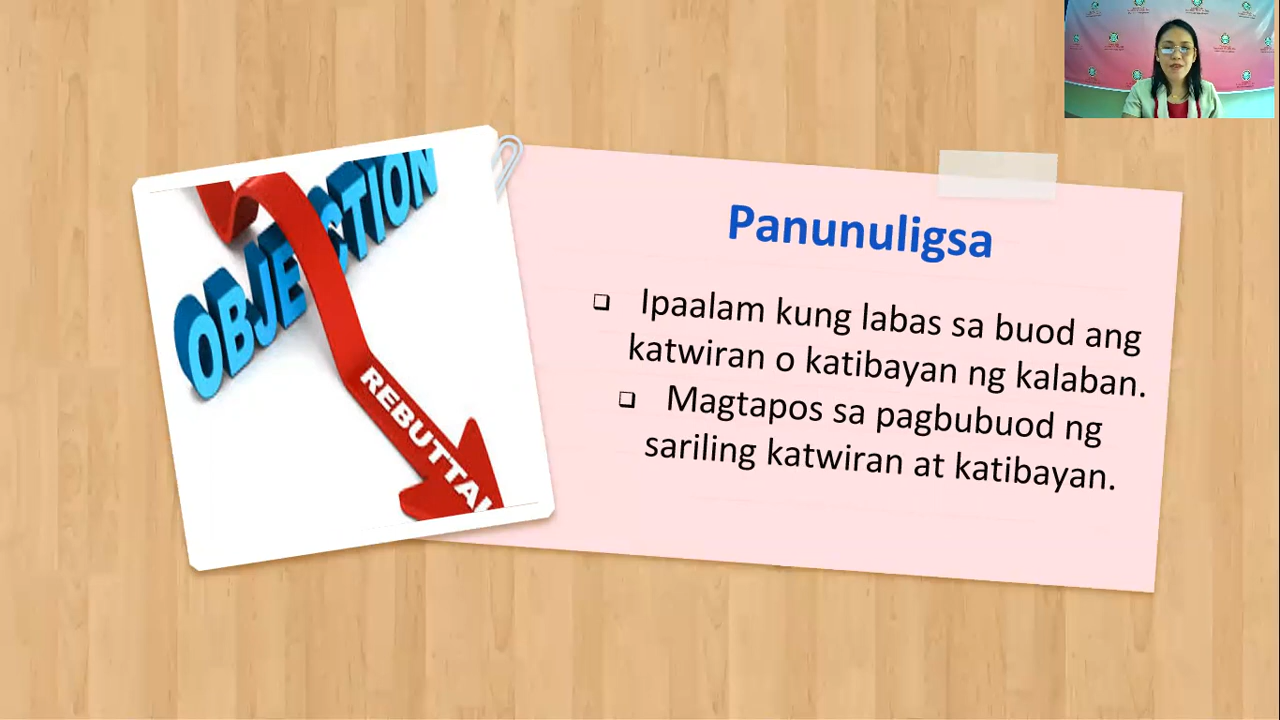 OBJECTION
REBUTTAL
Panunuligsa
❑ Ipaalam kung labas sa buod ang
katwiran o katibayan ng kalaban.
❑ Magtapos sa pagbubuod ng
sariling katwiran at katibayan.